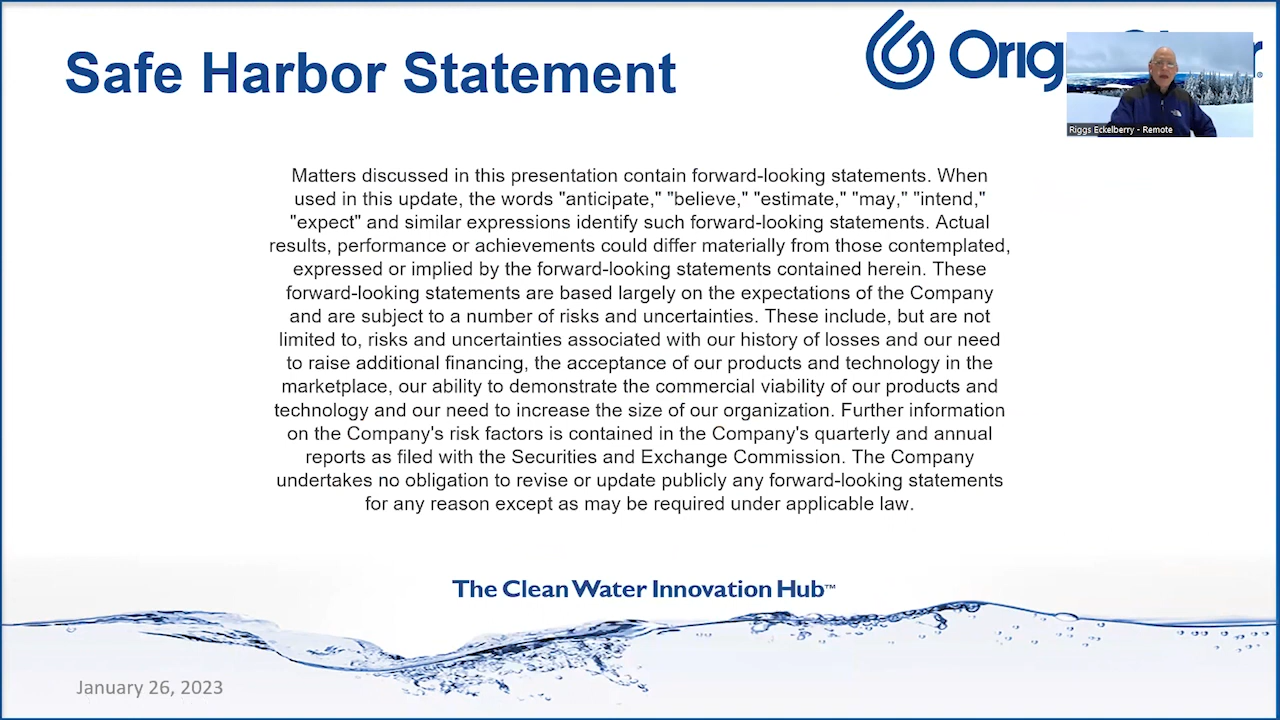 Safe Harbor Statement
Orig
Riggs Eckelberry - Remote
Matters discussed in this presentation contain forward-looking statements. When
used in this update, the words "anticipate," "believe," "estimate," "may," "intend,"
"expect" and similar expressions identify such forward-looking statements. Actual
results, performance or achievements could differ materially from those contemplated,
expressed or implied by the forward-looking statements contained herein. These
forward-looking statements are based largely on the expectations of the Company
and are subject to a number of risks and uncertainties. These include, but are not
limited to, risks and uncertainties associated with our history of losses and our need
to raise additional financing, the acceptance of our products and technology in the
marketplace, our ability to demonstrate the commercial viability of our products and
technology and our need to increase the size of our organization. Further information
on the Company's risk factors is contained in the Company's quarterly and annual
reports as filed with the Securities and Exchange Commission. The Company
undertakes no obligation to revise or update publicly any forward-looking statements
for any reason except as may be required under applicable law.
The Clean Water Innovation Hub™
January 26, 2023